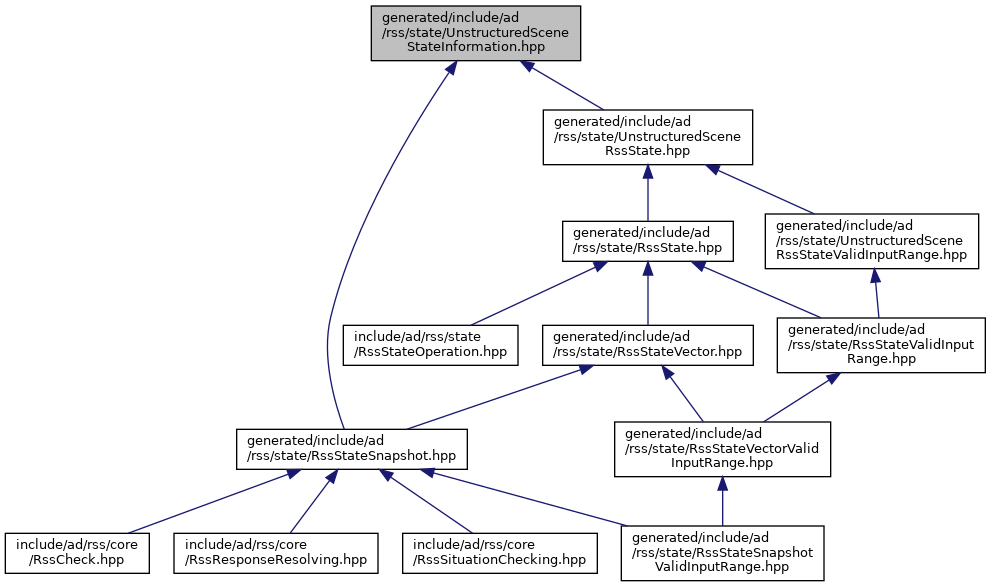 generated/include/ad
/rss/state/UnstructuredScene
StateInformation.hpp
generated/include/ad
/rss/state/UnstructuredScene
RssState.hpp
generated/include/ad
/rss/state/RssState.hpp
generated/include/ad
/rss/state/UnstructuredScene
RssStateValidInputRange.hpp
include/ad/rss/state
/RssStateOperation.hpp
generated/include/ad
/rss/state/RssStateVector.hpp
generated/include/ad
/rss/state/RssStateValidInput
Range.hpp
generated/include/ad
/rss/state/RssStateSnapshot.hpp
generated/include/ad
/rss/state/RssStateVectorValid
InputRange.hpp
include/ad/rss/core
/RssCheck.hpp
include/ad/rss/core
/RssResponseResolving.hpp
include/ad/rss/core
/RssSituationChecking.hpp
generated/include/ad
/rss/state/RssStateSnapshot
ValidInputRange.hpp